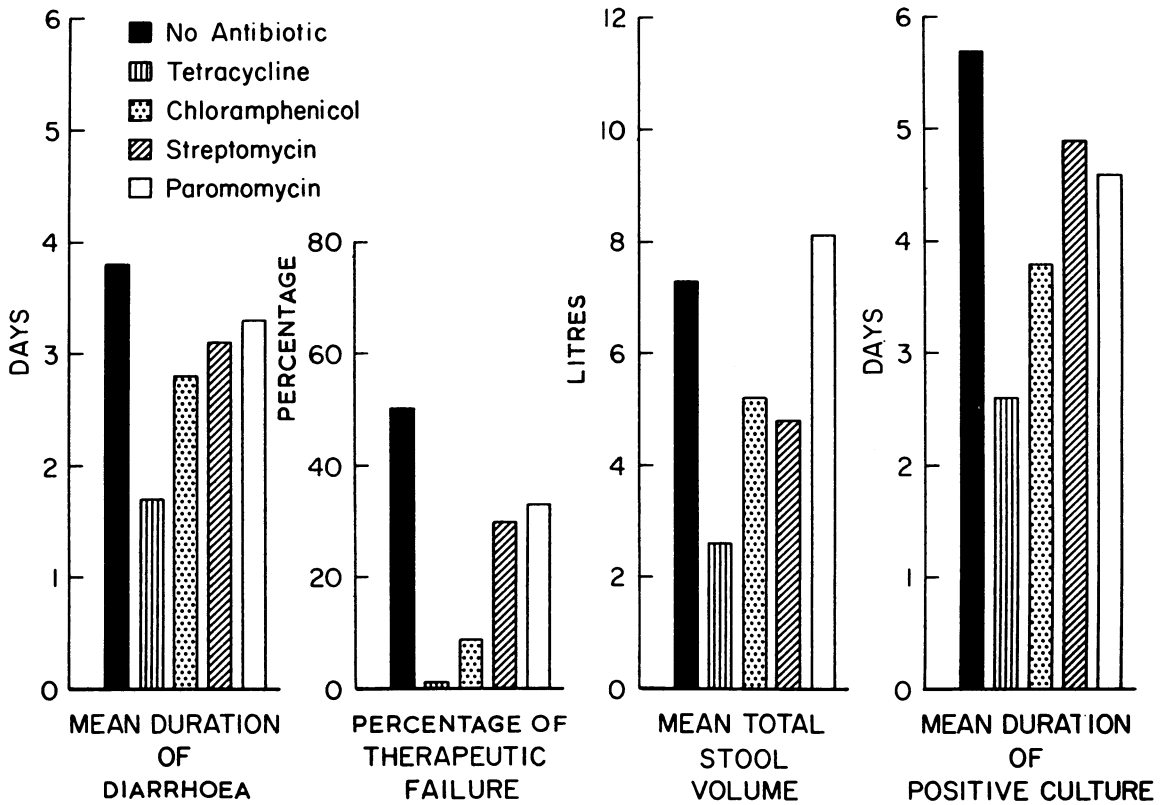 6
5
4
3
2
1
0
DAYS
No Antibiotic
Tetracycline
Chloramphenicol
Streptomycin
Paromomycin
MEAN DURATION
OF
DIARRHOEA
80
60
40
20
0
PERCENTAGE
PERCENTAGE OF
THERAPEUTIC
FAILURE
12
10
8
6
4
2
0
LITRES
MEAN TOTAL
STOOL
VOLUME
6
5
4
3
2
1
0
DAYS
MEAN DURATION
OF
POSITIVE CULTURE